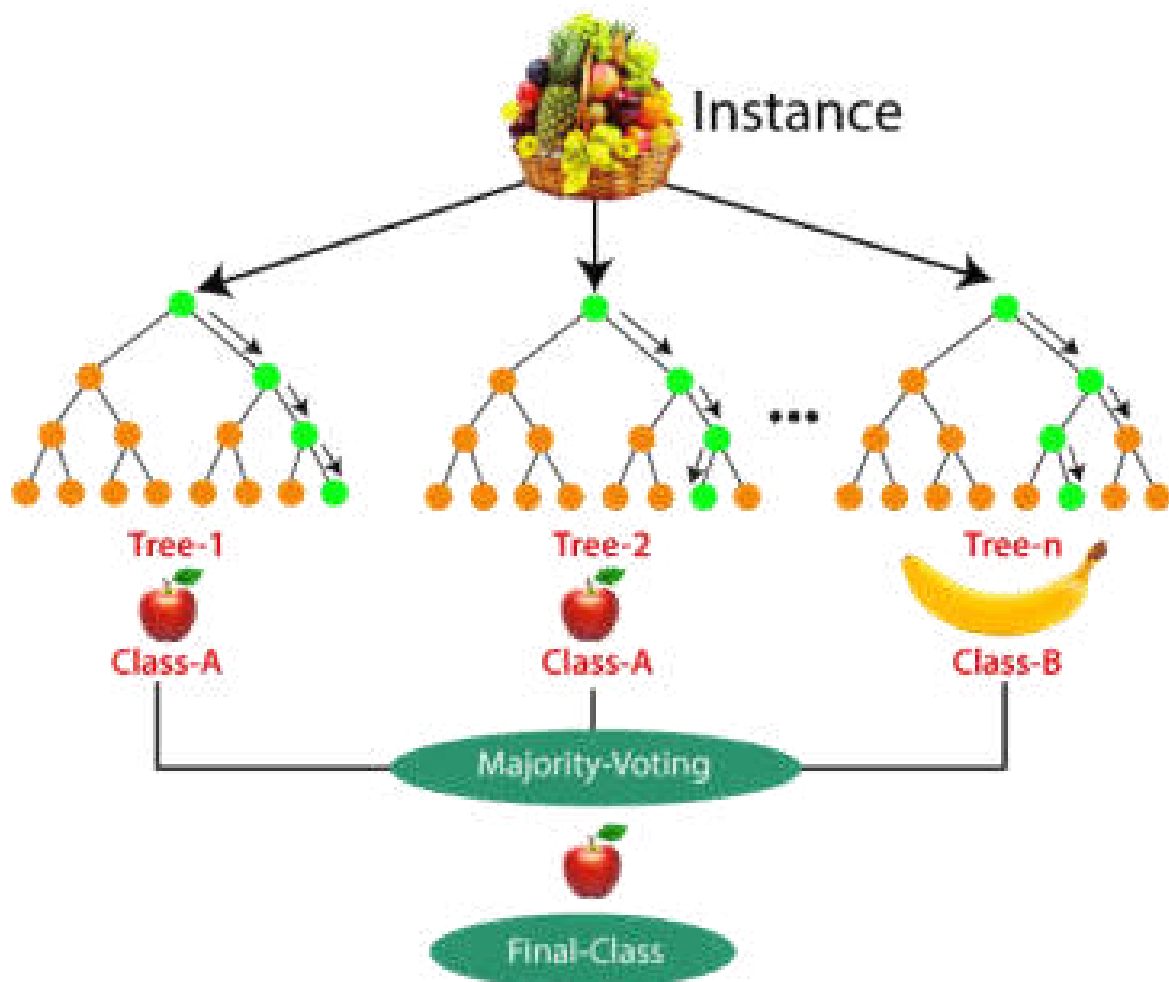 Instance
Tree-1
Tree-2
Tree-n
Class-A
Class-A
Class-B
Majority-Voting
Final-Class